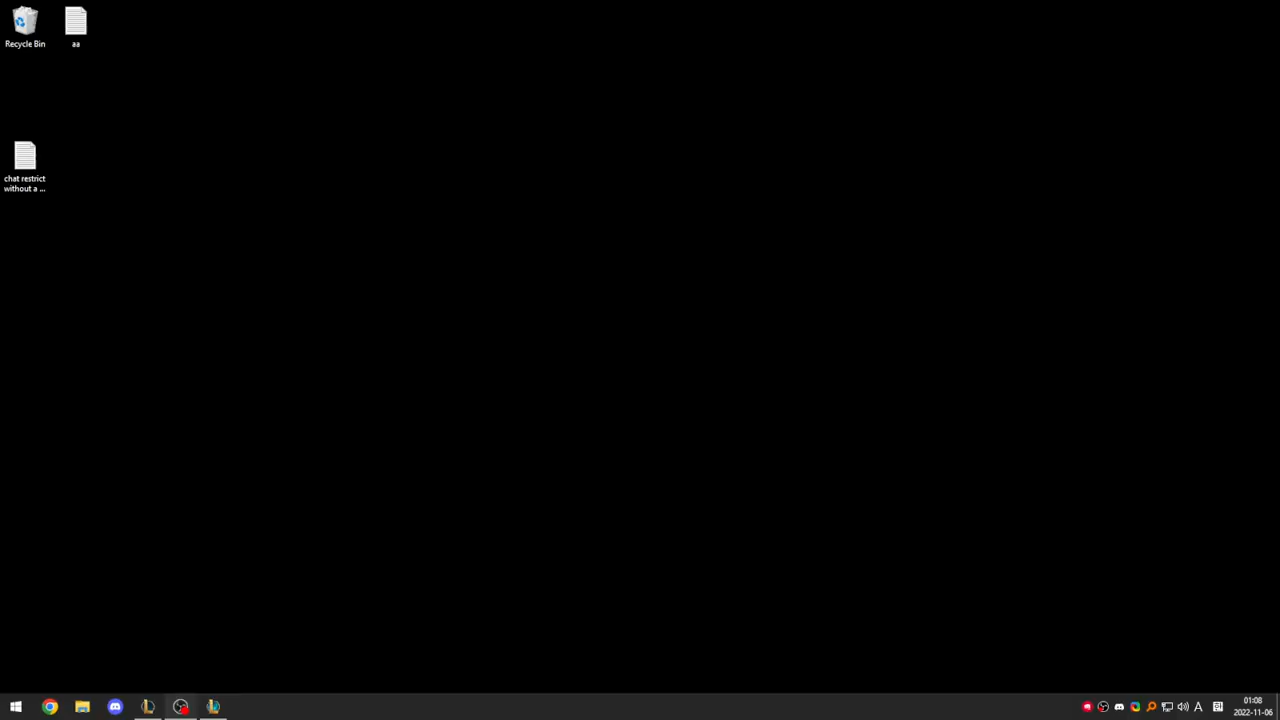 Recycle Bin
aa
chat restrict
without a ...
A
01:08
2022-11-06